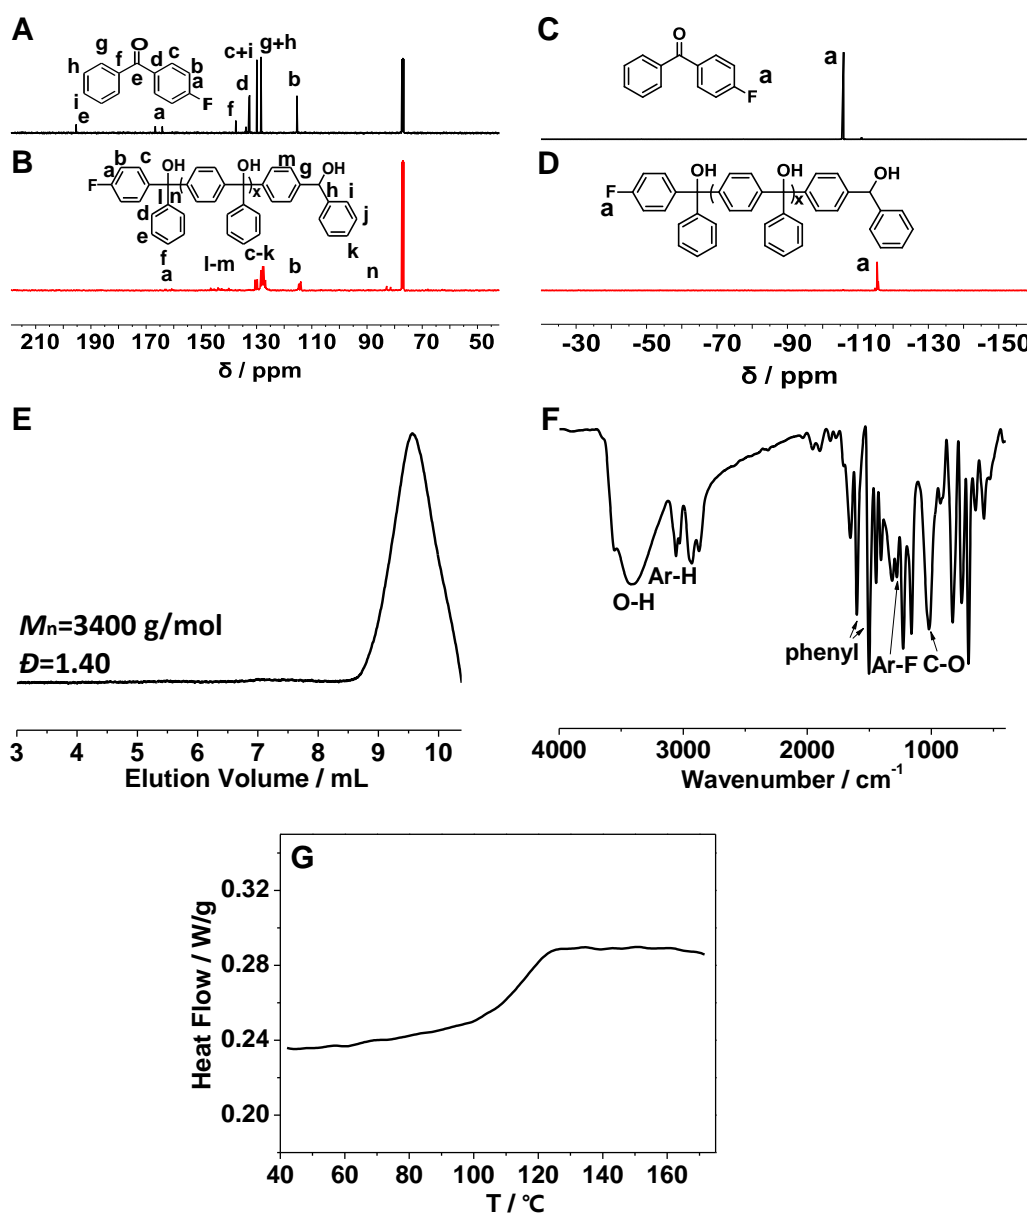 A
O
g
f
d
c
h
e
b
a
i
F
e
a
f
d
c+i
g+h
b
B
b
c
OH
OH
m
g
OH
a
F
l
n
x
h
i
d
j
e
k
f
a
l-m
c-k
b
n
210 190 170 150 130 110 90 70 50
δ / ppm
C
O
a
F
a
D
OH
OH
OH
F
a
x
a
-30 -50 -70 -90 -110 -130 -150
δ / ppm
E
Mn=3400 g/mol
Đ=1.40
3 4 5 6 7 8 9 10
Elution Volume / mL
F
Ar-H
O-H
phenyl
Ar-F
C-O
4000 3000 2000 1000
Wavenumber / cm-1
G
0.32
0.28
0.24
0.20
Heat Flow / W/g
40 60 80 100 120 140 160
T / °C